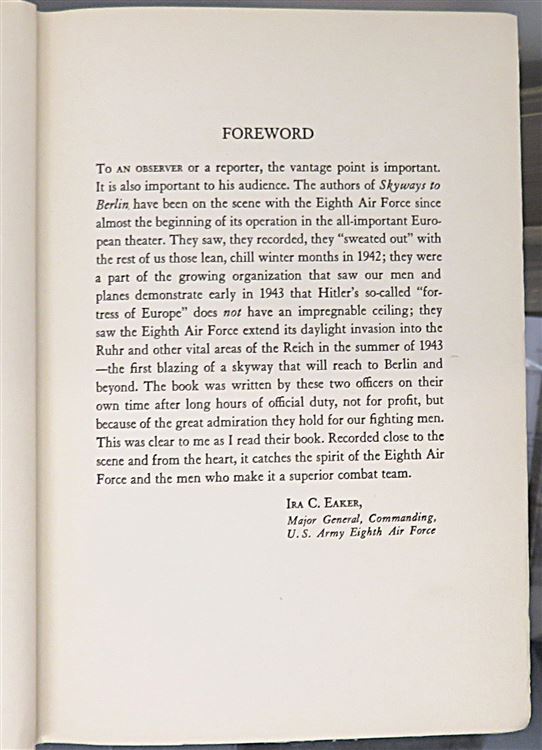 FOREWORD
TO AN OBSERVER or a reporter, the vantage point is important.
It is also important to his audience. The authors of Skyways to
Berlin have been on the scene with the Eighth Air Force since
almost the beginning of its operation in the all-important Euro-
pean theater. They saw, they recorded, they “sweated out” with
the rest of us those lean, chill winter months in 1942; they were
a part of the growing organization that saw our men and
planes demonstrate early in 1943 that Hitler’s so-called “for-
tress of Europe” does not have an impregnable ceiling; they
saw the Eighth Air Force extend its daylight invasion into the
Ruhr and other vital areas of the Reich in the summer of 1943
—the first blazing of a skyway that will reach to Berlin and
beyond. The book was written by these two officers on their
own time after long hours of official duty, not for profit, but
because of the great admiration they hold for our fighting men.
This was clear to me as I read their book. Recorded close to the
scene and from the heart, it catches the spirit of the Eighth Air
Force and the men who make it a superior combat team.
IRA C. EAKER,
Major General, Commanding,
U. S. Army Eighth Air Force